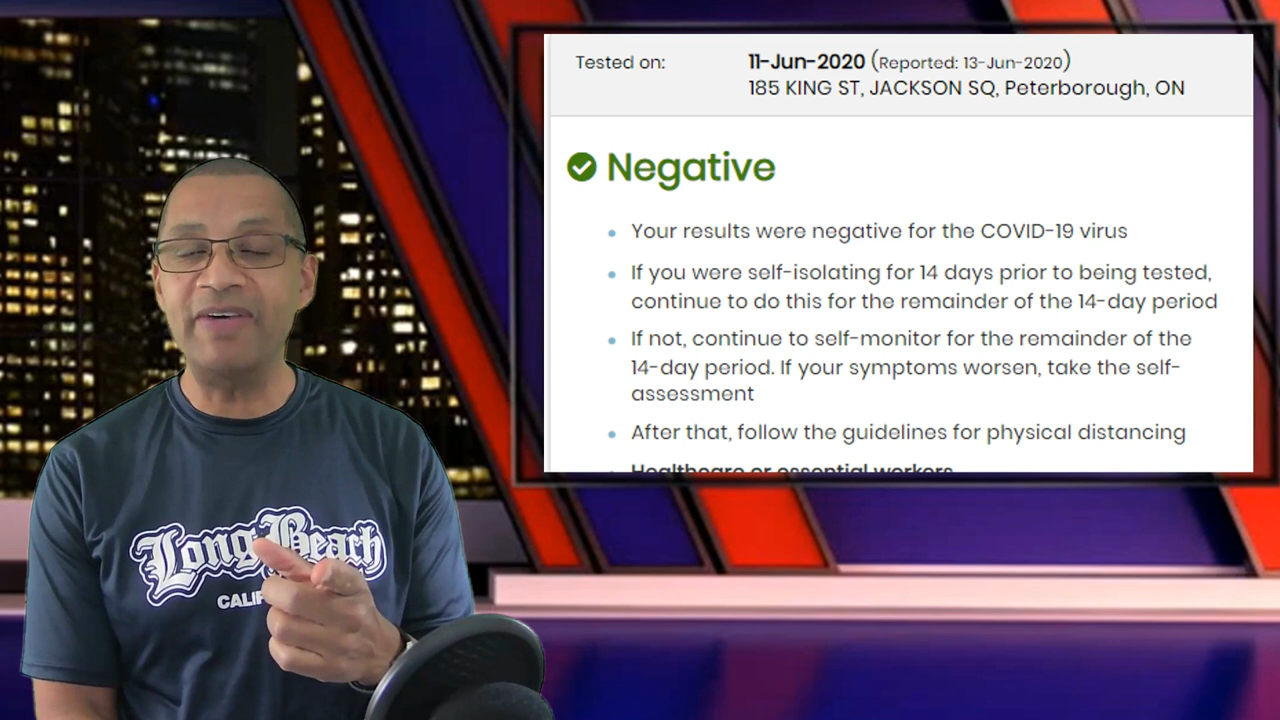 Tested on:
11-Jun-2020 (Reported: 13-Jun-2020)
185 KING ST, JACKSON SQ, Peterborough, ON
Negative
Your results were negative for the COVID-19 virus
If you were self-isolating for 14 days prior to being tested,
continue to do this for the remainder of the 14-day period
If not, continue to self-monitor for the remainder of the
14-day period. If your symptoms worsen, take the self-
assessment
After that, follow the guidelines for physical distancing
Healthcare or essential workers
Long Beach